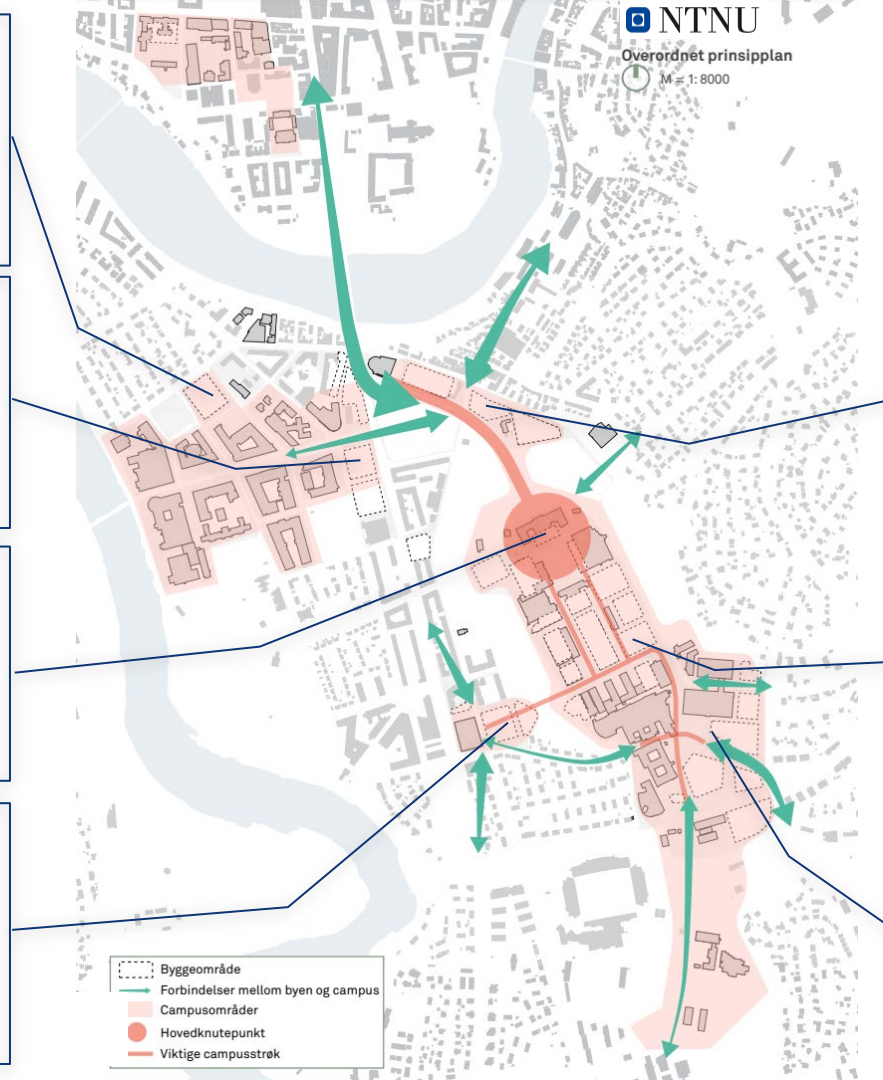 NTNU
Overordnet prinsipplan
M = 1: 8000
Byggeområde
Forbindelser mellom byen og campus
Campusområder
Hovedknutepunkt
Viktige campusstrøk